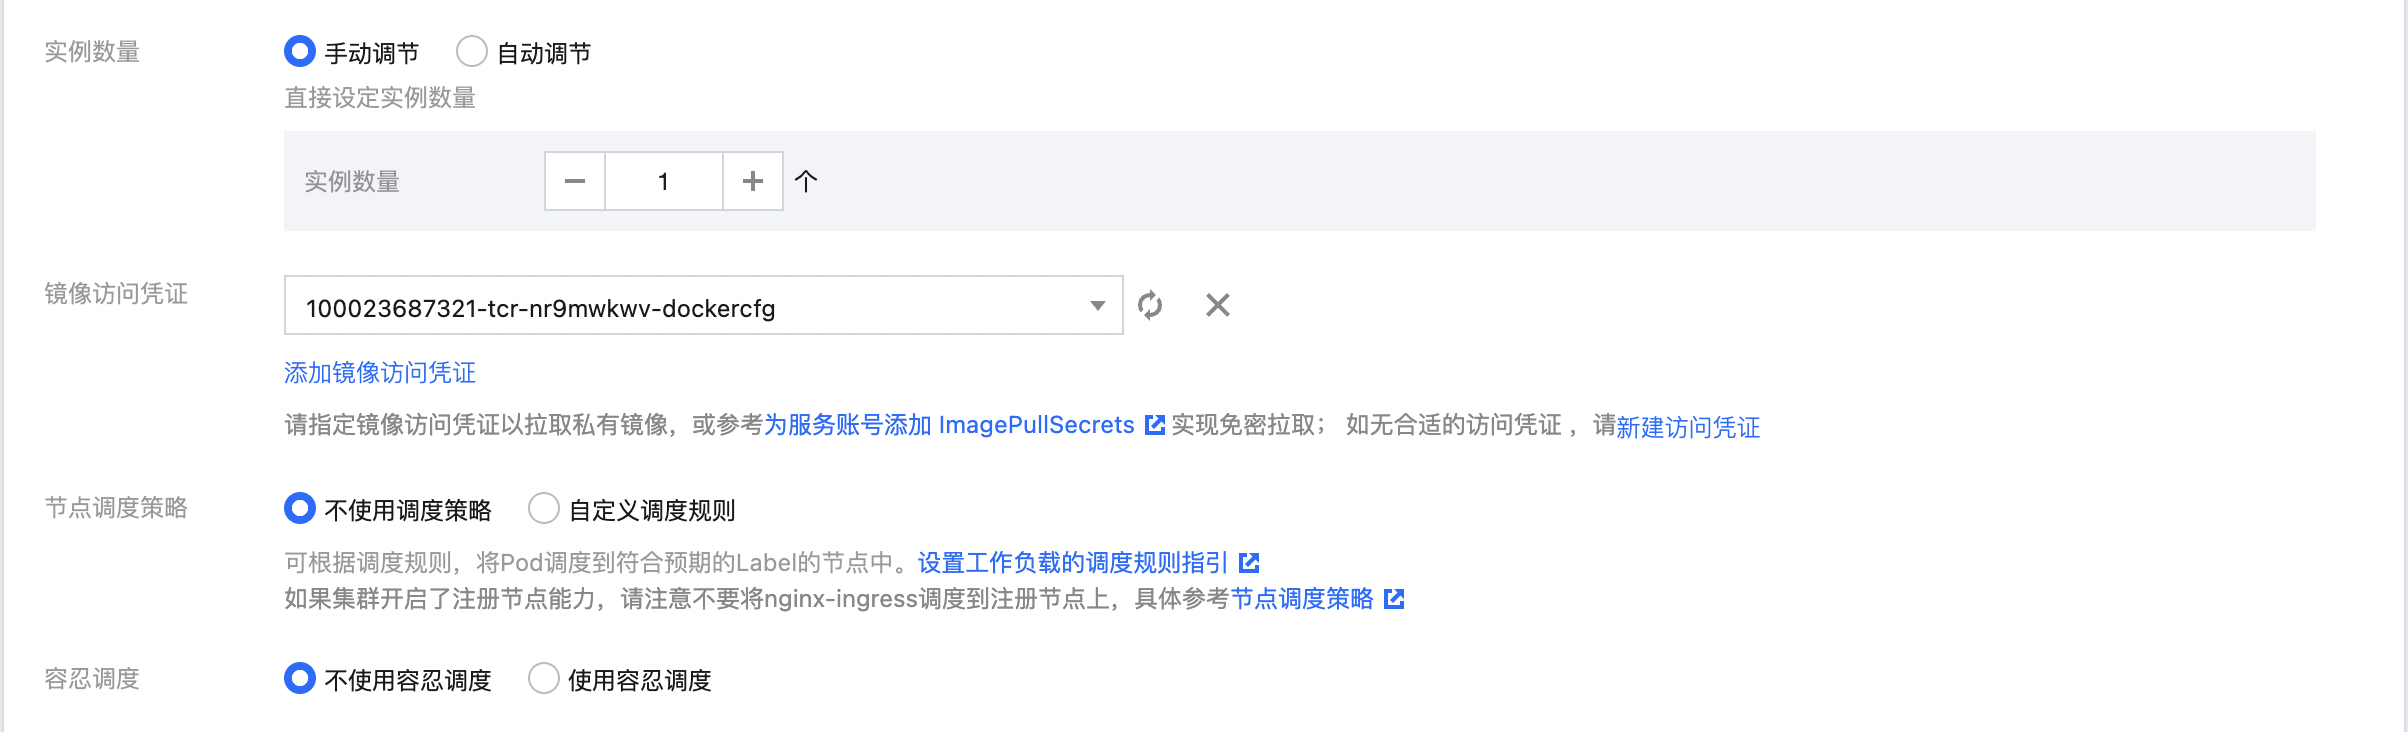 实例数量 手动调节 自动调节
直接设定实例数量
实例数量 1 个
镜像访问凭证 100023687321-tcr-nr9mwkwv-dockercfg
添加镜像访问凭证
请指定镜像访问凭证以拉取私有镜像，或参考为服务账号添加 ImagePullSecrets 实现免密拉取； 如无合适的访问凭证 ，请新建访问凭证
节点调度策略 不使用调度策略 自定义调度规则
可根据调度规则，将Pod调度到符合预期的Label的节点中。设置工作负载的调度规则指引
如果集群开启了注册节点能力，请注意不要将nginx-ingress调度到注册节点上，具体参考节点调度策略
容忍调度 不使用容忍调度 使用容忍调度